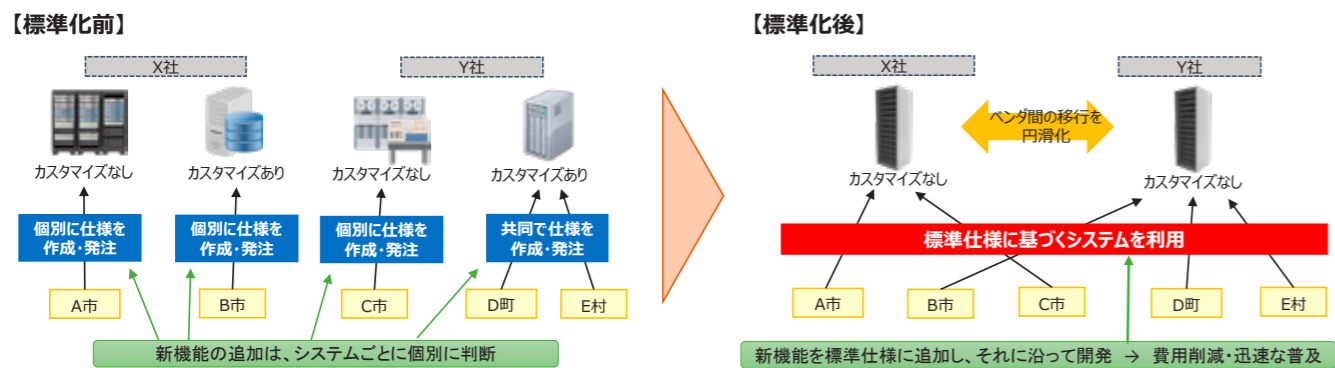 【標準化前】
X社
Y社
カスタマイズなし
カスタマイズあり
カスタマイズなし
カスタマイズあり
個別に仕様を
作成・発注
個別に仕様を
作成・発注
個別に仕様を
作成・発注
共同で仕様を
作成・発注
A市
B市
C市
D町
E村
新機能の追加は、システムごとに個別に判断
【標準化後】
X社
Y社
ベンダ間の移行を
円滑化
カスタマイズなし
カスタマイズなし
標準仕様に基づくシステムを利用
A市
B市
C市
D町
E村
新機能を標準仕様に追加し、それに沿って開発 → 費用削減・迅速な普及